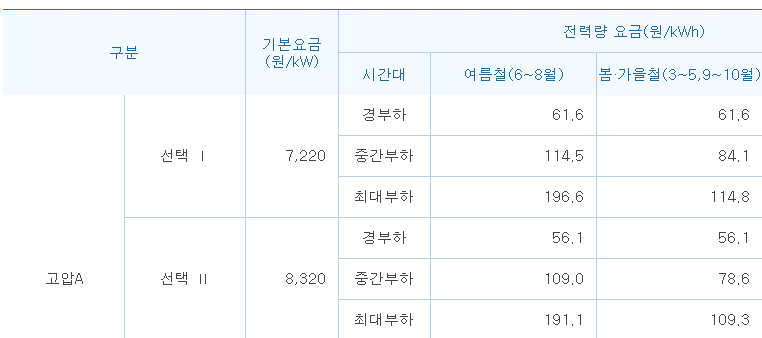 구분
기본요금
(원/kW)
전력량 요금(원/kWh)
시간대
여름철(6~8월)
봄·가을철(3~5,9~10월)
고압A
선택 Ⅰ
7,220
경부하
61.6
61.6
중간부하
114.5
84.1
최대부하
196.6
114.8
선택 Ⅱ
8,320
경부하
56.1
56.1
중간부하
109.0
78.6
최대부하
191.1
109.3